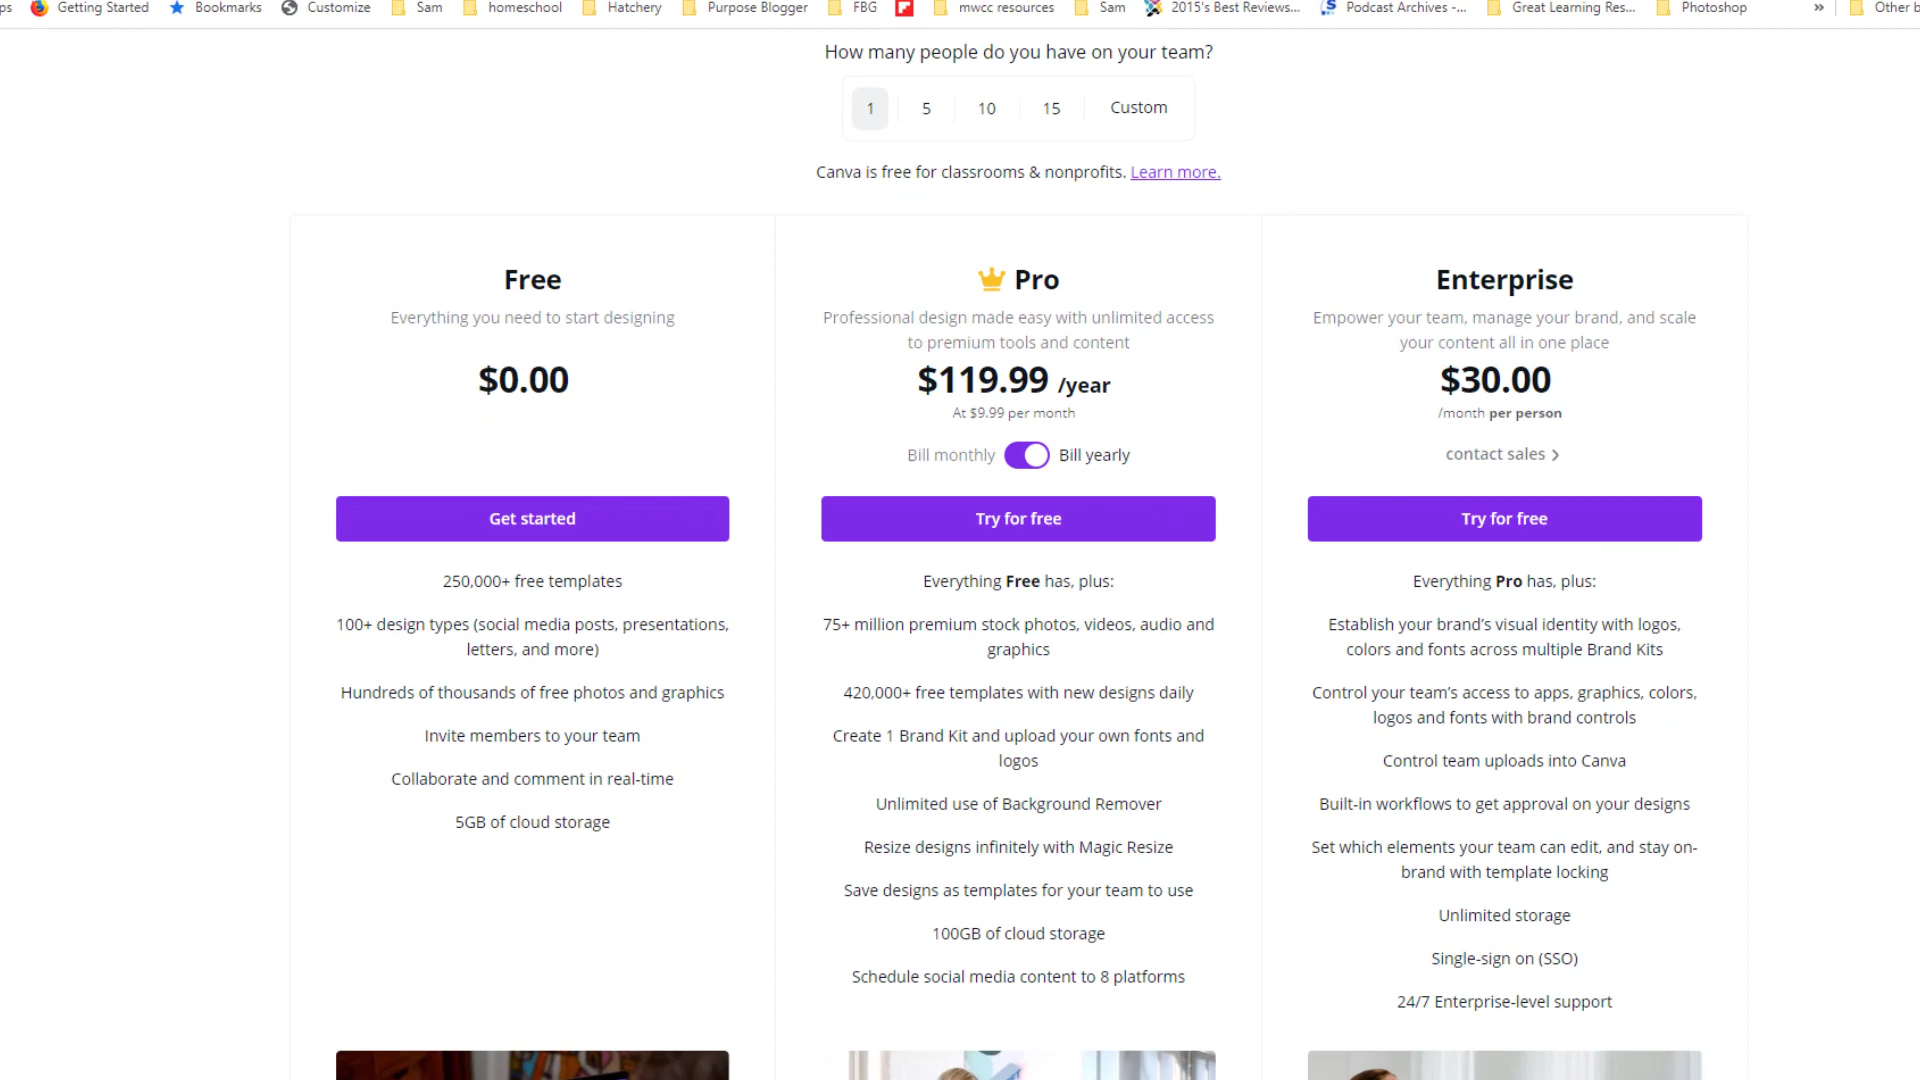 ps Getting Started Bookmarks Customize Sam homeschool Hatchery Purpose Blogger FBG mwcc resources Sam 2015's Best Reviews... Podcast Archives -... Great Learning Res... Photoshop » Other b
How many people do you have on your team?
1 5 10 15 Custom
Canva is free for classrooms & nonprofits. Learn more.
Free
Everything you need to start designing
$0.00
Get started
250,000+ free templates
100+ design types (social media posts, presentations,
letters, and more)
Hundreds of thousands of free photos and graphics
Invite members to your team
Collaborate and comment in real-time
5GB of cloud storage
Pro
Professional design made easy with unlimited access
to premium tools and content
$119.99 /year
At $9.99 per month
Bill monthly Bill yearly
Try for free
Everything Free has, plus:
75+ million premium stock photos, videos, audio and
graphics
420,000+ free templates with new designs daily
Create 1 Brand Kit and upload your own fonts and
logos
Unlimited use of Background Remover
Resize designs infinitely with Magic Resize
Save designs as templates for your team to use
100GB of cloud storage
Schedule social media content to 8 platforms
Enterprise
Empower your team, manage your brand, and scale
your content all in one place
$30.00
/month per person
contact sales >
Try for free
Everything Pro has, plus:
Establish your brand’s visual identity with logos,
colors and fonts across multiple Brand Kits
Control your team’s access to apps, graphics, colors,
logos and fonts with brand controls
Control team uploads into Canva
Built-in workflows to get approval on your designs
Set which elements your team can edit, and stay on-
brand with template locking
Unlimited storage
Single-sign on (SSO)
24/7 Enterprise-level support